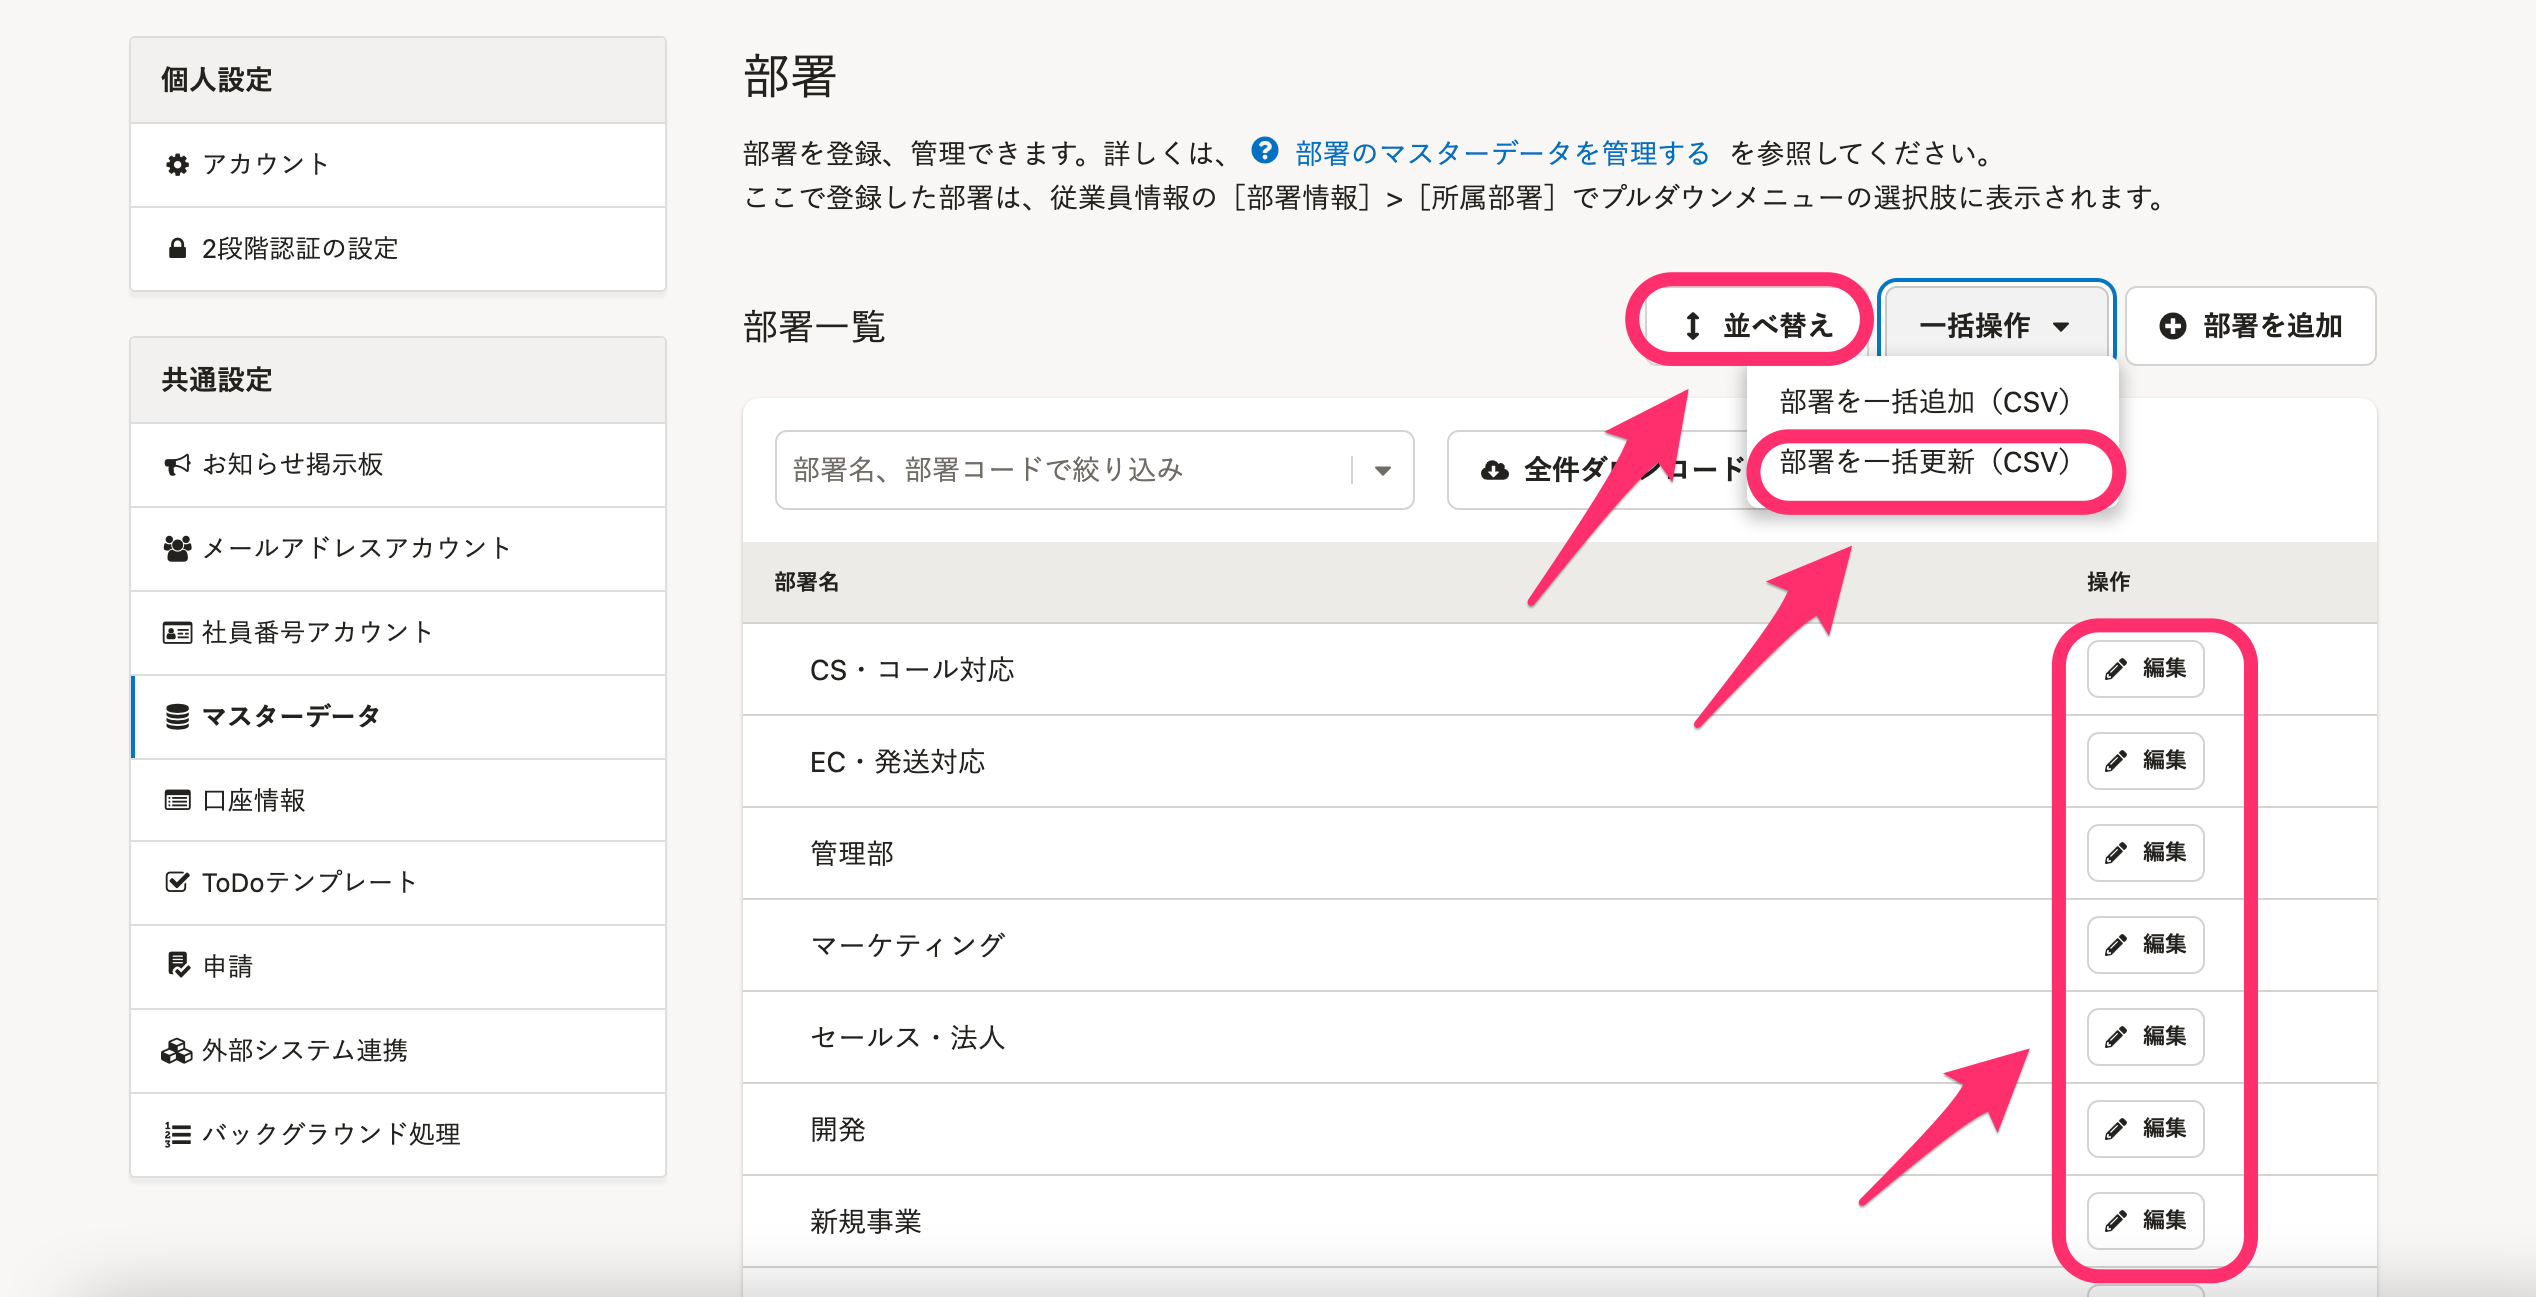 個人設定
アカウント
2段階認証の設定
共通設定
お知らせ掲示板
メールアドレスアカウント
社員番号アカウント
マスターデータ
口座情報
ToDoテンプレート
申請
外部システム連携
バックグラウンド処理
部署
部署を登録、管理できます。詳しくは、 部署のマスターデータを管理する を参照してください。
ここで登録した部署は、従業員情報の［部署情報］>［所属部署］でプルダウンメニューの選択肢に表示されます。
部署一覧
並べ替え
一括操作
部署を追加
部署を一括追加（CSV）
部署を一括更新（CSV）
部署名、部署コードで絞り込み
全件ダウンロード
部署名 操作
CS・コール対応 編集
EC・発送対応 編集
管理部 編集
マーケティング 編集
セールス・法人 編集
開発 編集
新規事業 編集